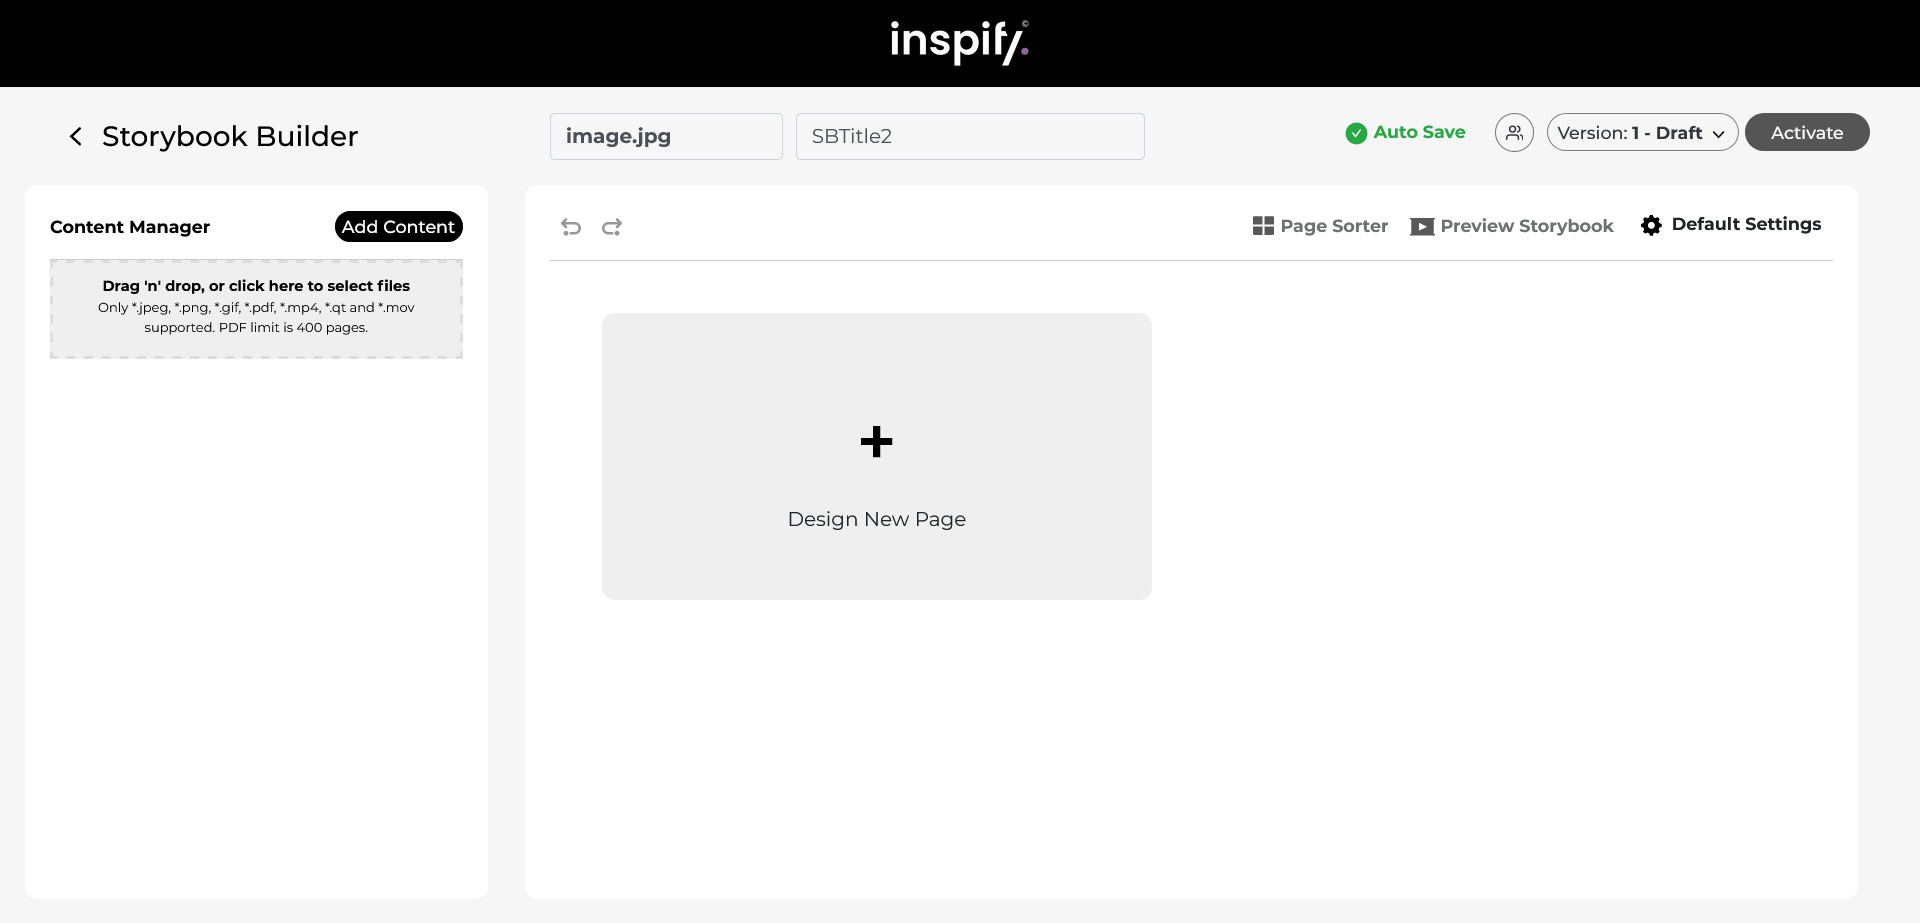 inspify.©
Storybook Builder
image.jpg
SBTitle2
Auto Save
Version: 1 - Draft
Activate
Content Manager
Add Content
Drag 'n' drop, or click here to select files
Only *.jpeg, *.png, *.gif, *.pdf, *.mp4, *.qt and *.mov
supported. PDF limit is 400 pages.
Page Sorter
Preview Storybook
Default Settings
Design New Page